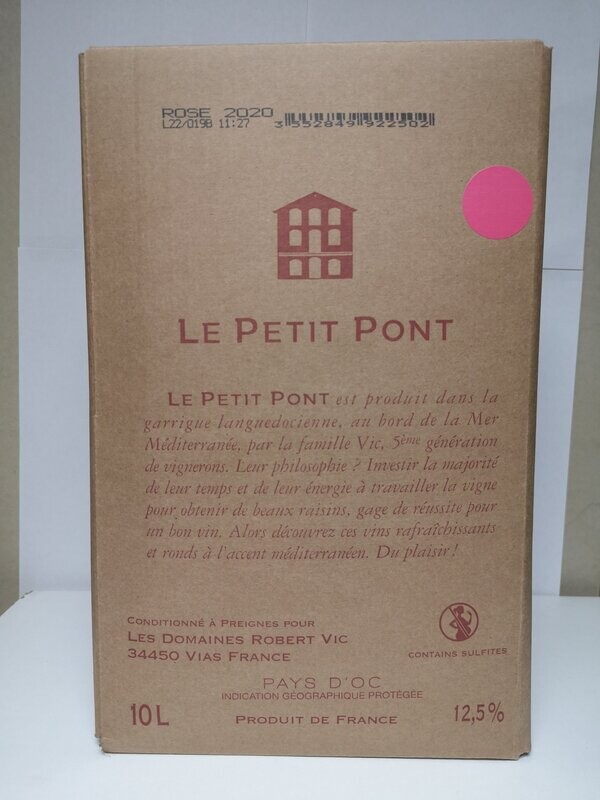 ROSE 2020
L22/019B 11:27 3 552849 922502
LE PETIT PONT
LE PETIT PONT est produit dans la
garrigue languedocienne, au bord de la Mer
Méditerranée, par la famille Vic, 5ème génération
de vignerons. Leur philosophie ? Investir la majorité
de leur temps et de leur énergie à travailler la vigne
pour obtenir de beaux raisins, gage de réussite pour
un bon vin. Alors découvrez ces vins rafraîchissants
et ronds à l'accent méditerranéen. Du plaisir !
CONDITIONNÉ À PREIGNES POUR
LES DOMAINES ROBERT VIC
34450 VIAS FRANCE
CONTAINS SULFITES
PAYS D'OC
INDICATION GÉOGRAPHIQUE PROTÉGÉE
10L PRODUIT DE FRANCE 12,5%